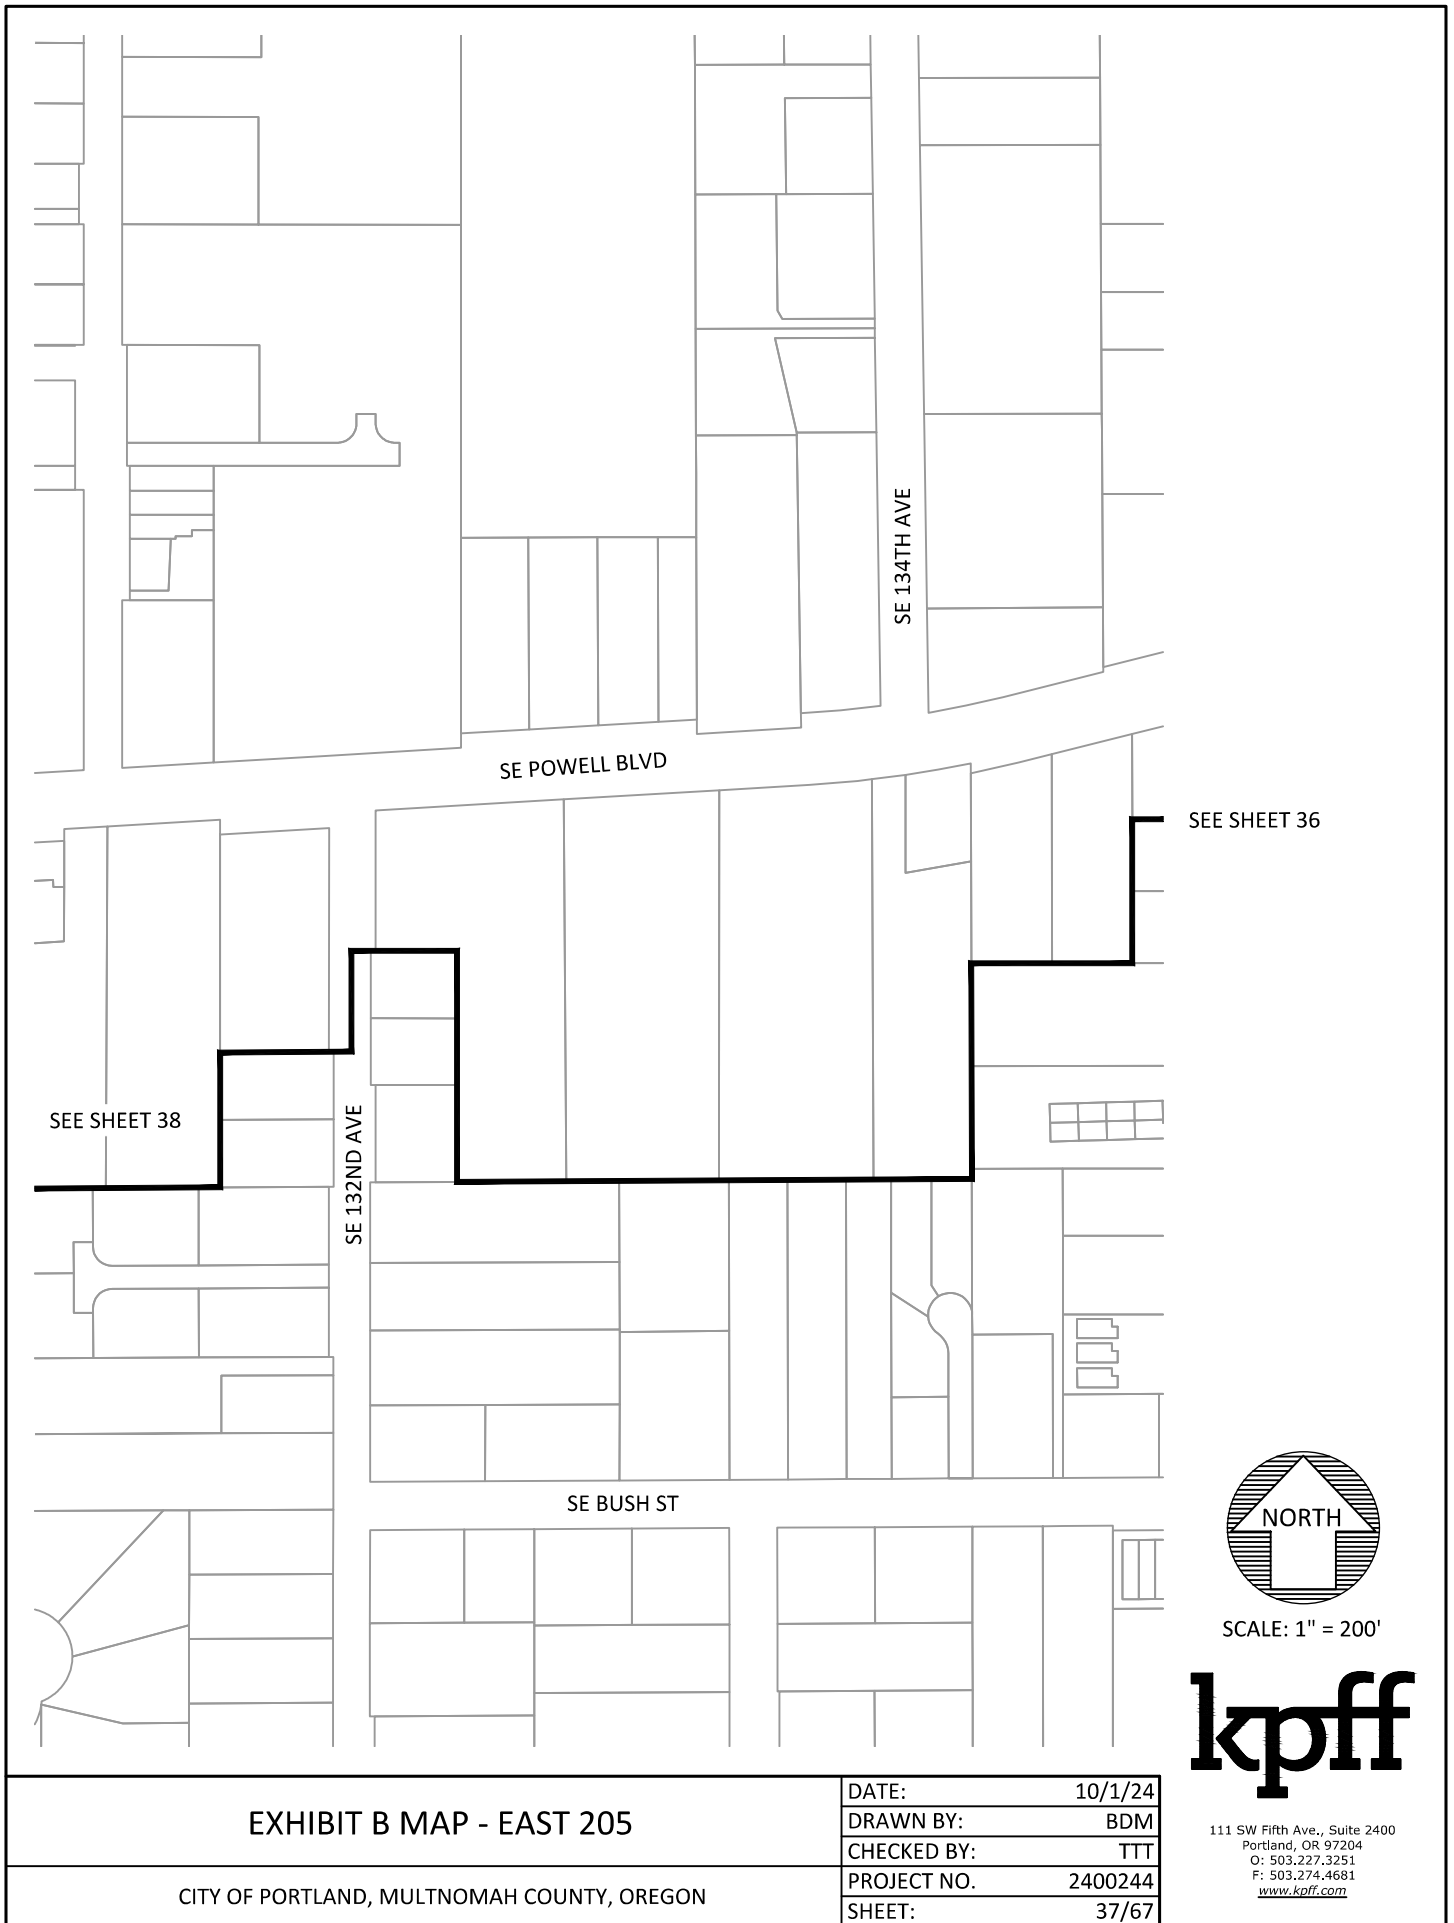 SE 134TH AVE
SE POWELL BLVD
SEE SHEET 36
SEE SHEET 38
SE 132ND AVE
SE BUSH ST
NORTH
SCALE: 1" = 200'
kpff
111 SW Fifth Ave., Suite 2400
Portland, OR 97204
O: 503.227.3251
F: 503.274.4681
www.kpff.com
EXHIBIT B MAP - EAST 205
CITY OF PORTLAND, MULTNOMAH COUNTY, OREGON
DATE: 10/1/24
DRAWN BY: BDM
CHECKED BY: TTT
PROJECT NO. 2400244
SHEET: 37/67